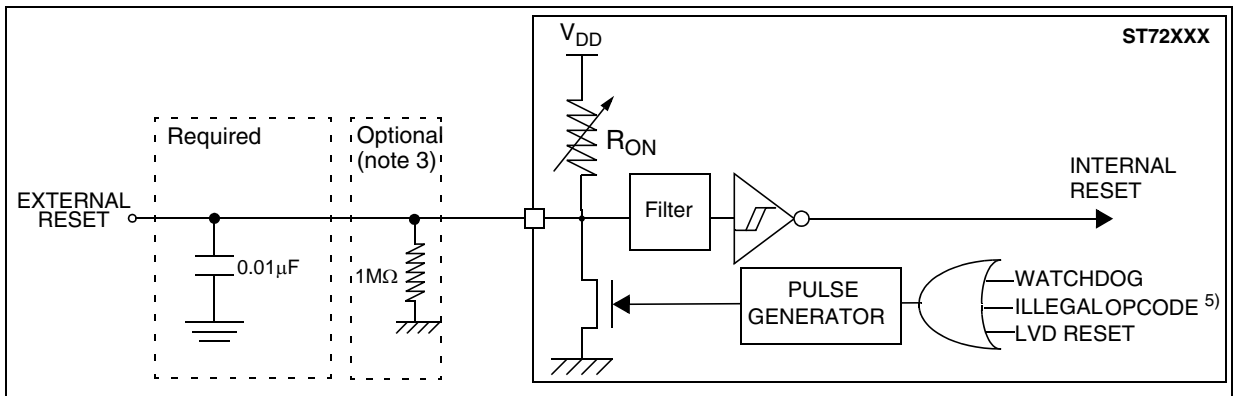 ST72XXX
VDD
RON
Required
Optional
(note 3)
EXTERNAL
RESET
0.01μF
1MΩ
Filter
INTERNAL
RESET
PULSE
GENERATOR
WATCHDOG
ILLEGAL OPCODE 5)
LVD RESET